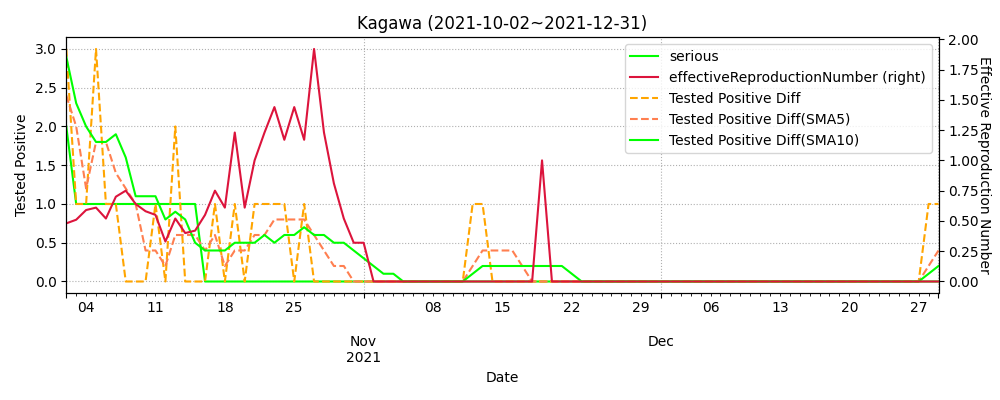 Kagawa (2021-10-02~2021-12-31)
serious
effectiveReproductionNumber (right)
Tested Positive Diff
Tested Positive Diff(SMA5)
Tested Positive Diff(SMA10)
3.0
2.5
2.0
1.5
1.0
0.5
0.0
Tested Positive
2.00
1.75
1.50
1.25
1.00
0.75
0.50
0.25
0.00
Effective Reproduction Number
04 11 18 25 08 15 22 29 06 13 20 27
Nov Dec
2021
Date